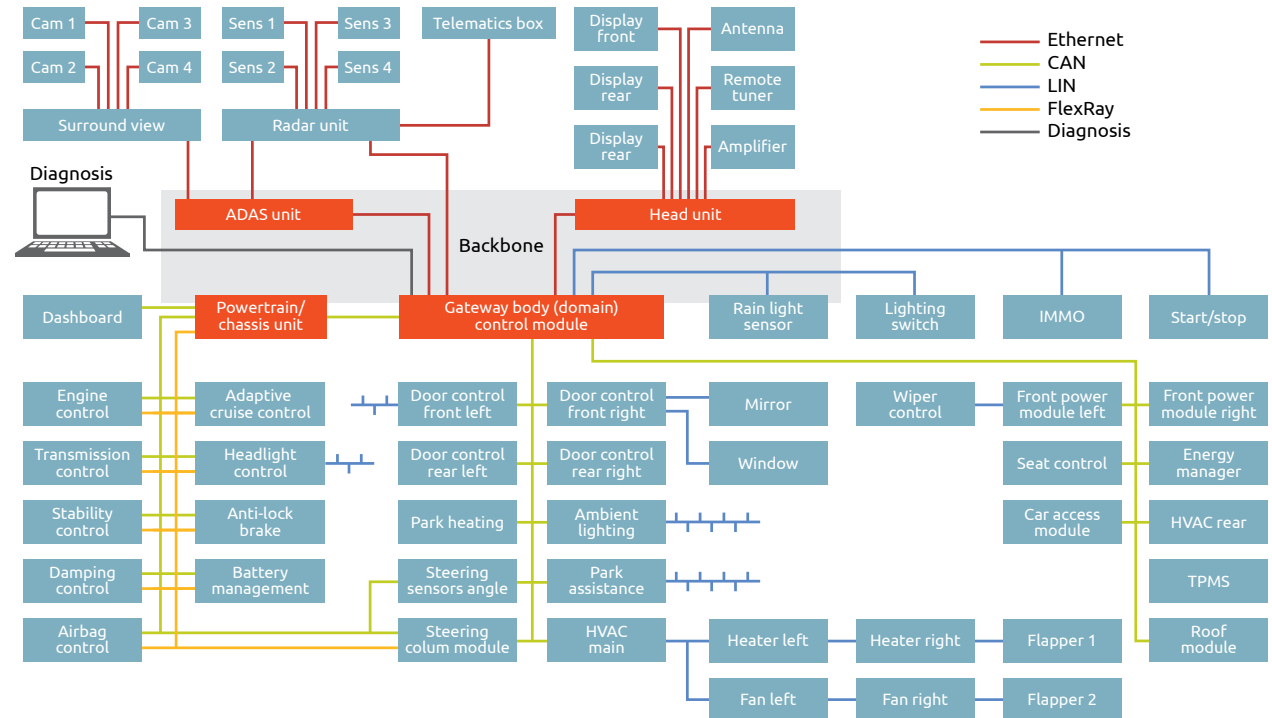 Cam 1
Cam 3
Sens 1
Sens 3
Telematics box
Display
front
Antenna
Cam 2
Cam 4
Sens 2
Sens 4
Display
rear
Remote
tuner
Surround view
Radar unit
Display
rear
Amplifier
Ethernet
CAN
LIN
FlexRay
Diagnosis
Diagnosis
ADAS unit
Head unit
Backbone
Dashboard
Powertrain/
chassis unit
Gateway body (domain)
control module
Rain light
sensor
Lighting
switch
IMMO
Start/stop
Engine
control
Adaptive
cruise control
Door control
front left
Door control
front right
Mirror
Wiper
control
Front power
module left
Front power
module right
Transmission
control
Headlight
control
Door control
rear left
Door control
rear right
Window
Seat control
Energy
manager
Stability
control
Anti-lock
brake
Park heating
Ambient
lighting
Car access
module
HVAC rear
Damping
control
Battery
management
Steering
sensors angle
Park
assistance
TPMS
Airbag
control
Steering
colum module
HVAC
main
Heater left
Heater right
Flapper 1
Roof
module
Fan left
Fan right
Flapper 2